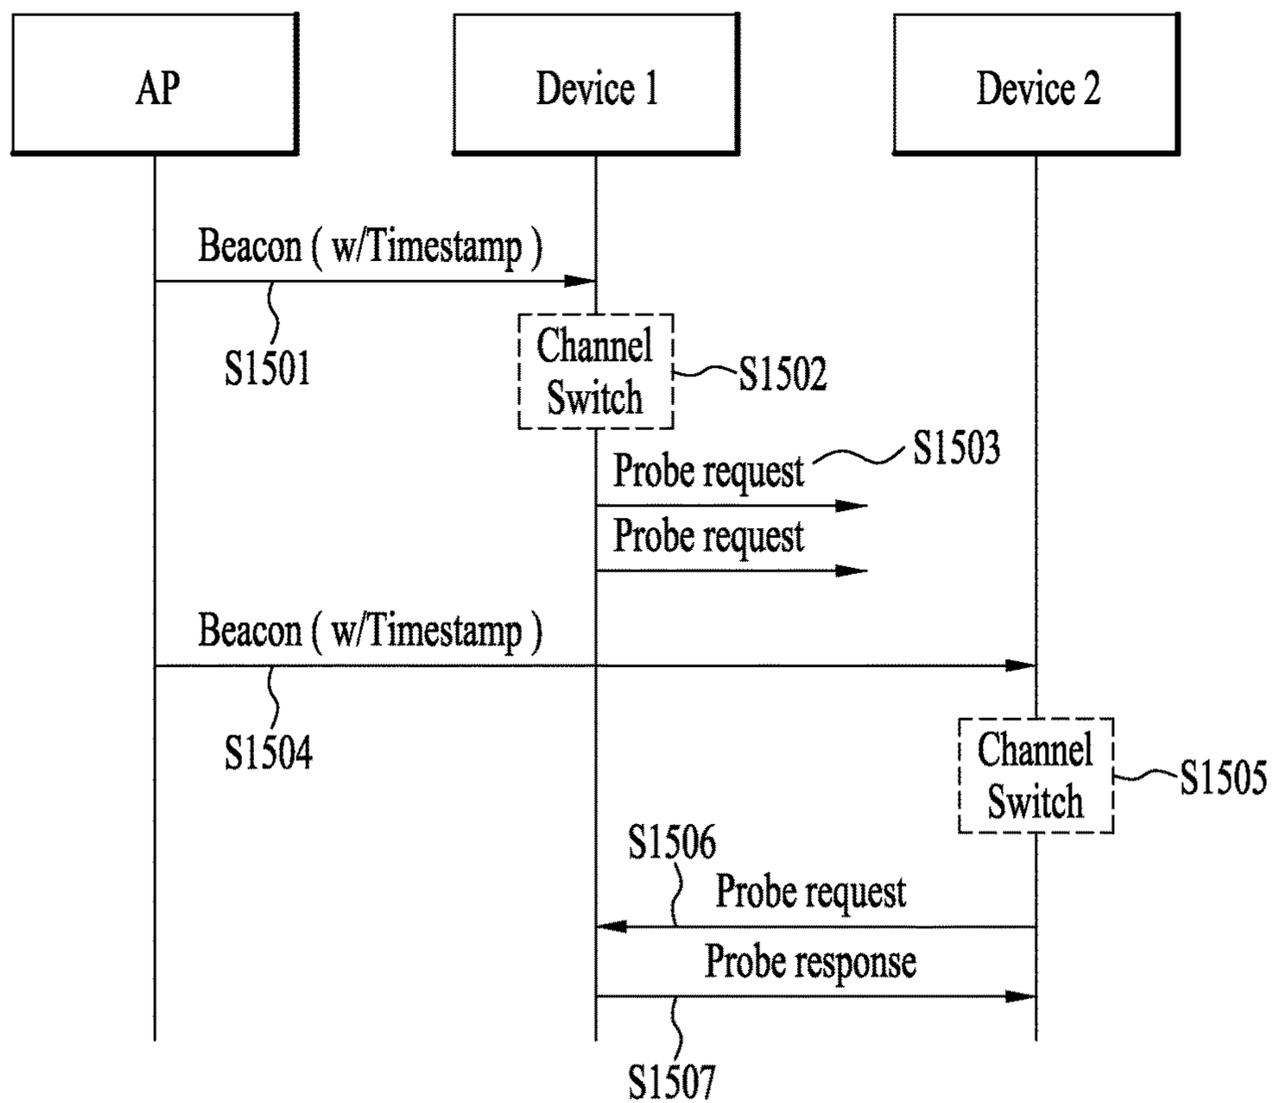 AP
Device 1
Device 2
Beacon ( w/Timestamp )
S1501
Channel
Switch
S1502
Probe request
S1503
Probe request
Beacon ( w/Timestamp )
S1504
Channel
Switch
S1505
S1506
Probe request
Probe response
S1507